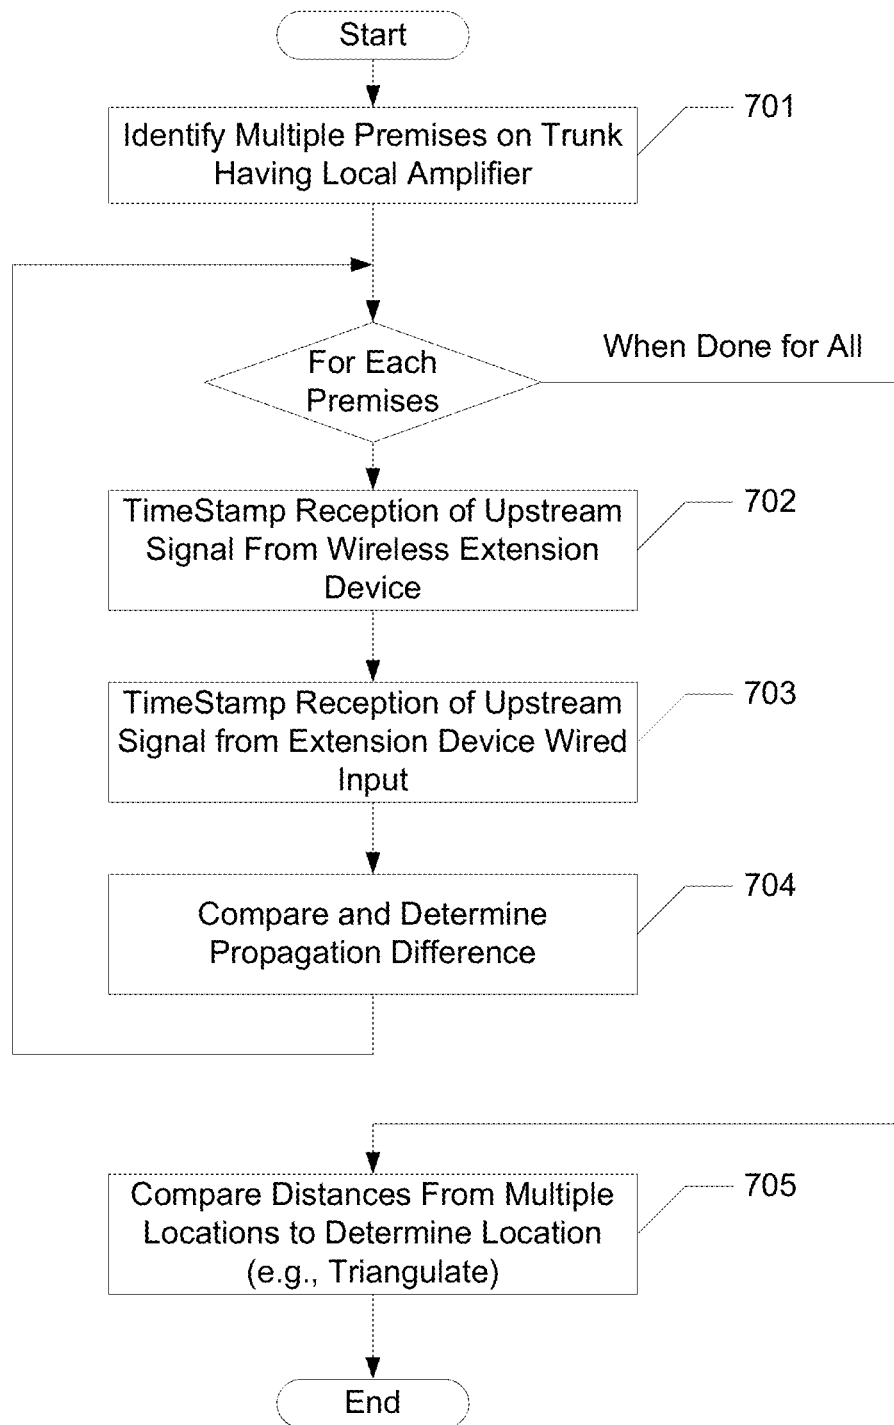 Start
701
Identify Multiple Premises on Trunk
Having Local Amplifier
When Done for All
For Each
Premises
702
TimeStamp Reception of Upstream
Signal From Wireless Extension
Device
703
TimeStamp Reception of Upstream
Signal from Extension Device Wired
Input
704
Compare and Determine
Propagation Difference
705
Compare Distances From Multiple
Locations to Determine Location
(e.g., Triangulate)
End